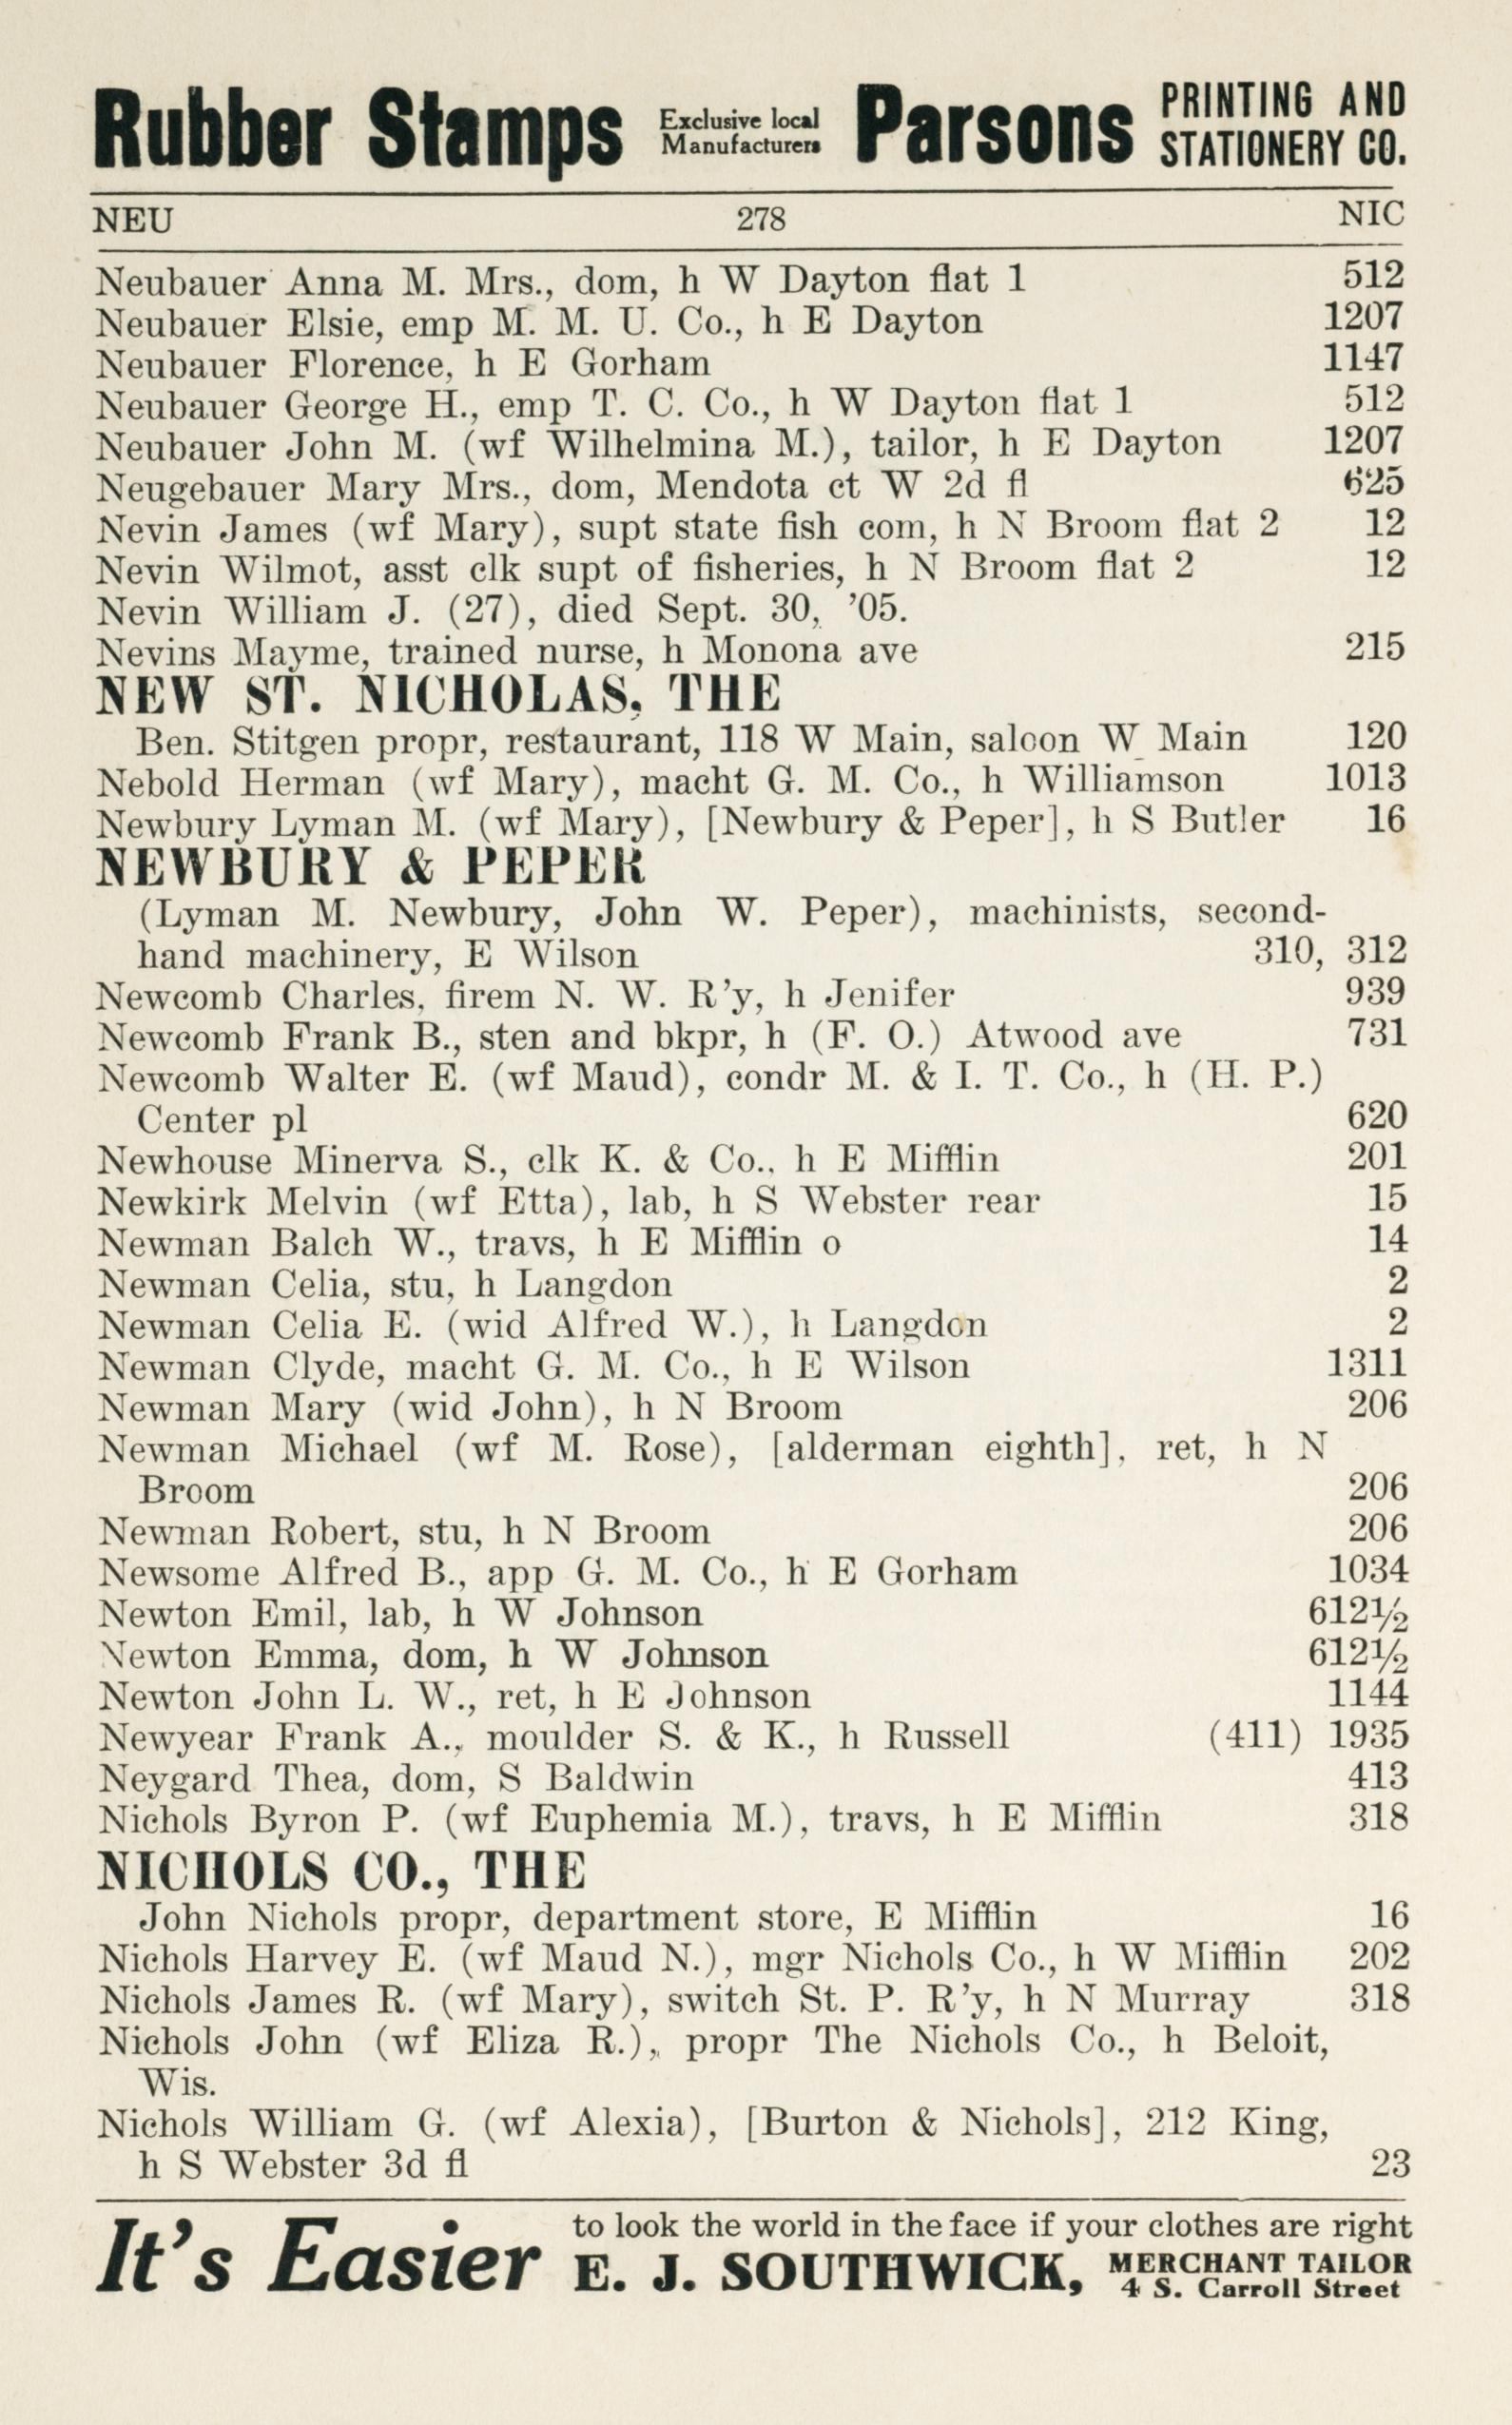 Rubber Stamps Exclusive local Manufacturers Parsons PRINTING AND STATIONERY CO.
NEU 278 NIC
Neubauer Anna M. Mrs., dom, h W Dayton flat 1 512
Neubauer Elsie, emp M. M. U. Co., h E Dayton 1207
Neubauer Florence, h E Gorham 1147
Neubauer George H., emp T. C. Co., h W Dayton flat 1 512
Neubauer John M. (wf Wilhelmina M.), tailor, h E Dayton 1207
Neugebauer Mary Mrs., dom, Mendota ct W 2d fl 625
Nevin James (wf Mary), supt state fish com, h N Broom flat 2 12
Nevin Wilmot, asst clk supt of fisheries, h N Broom flat 2 12
Nevin William J. (27), died Sept. 30, '05.
Nevins Mayme, trained nurse, h Monona ave 215
NEW ST. NICHOLAS, THE
Ben. Stitgen propr, restaurant, 118 W Main, saloon W Main 120
Nebold Herman (wf Mary), macht G. M. Co., h Williamson 1013
Newbury Lyman M. (wf Mary), [Newbury & Peper], h S Butler 16
NEWBURY & PEPER
(Lyman M. Newbury, John W. Peper), machinists, second-
hand machinery, E Wilson 310, 312
Newcomb Charles, firem N. W. R'y, h Jenifer 939
Newcomb Frank B., sten and bkpr, h (F. O.) Atwood ave 731
Newcomb Walter E. (wf Maud), condr M. & I. T. Co., h (H. P.)
Center pl 620
Newhouse Minerva S., clk K. & Co., h E Mifflin 201
Newkirk Melvin (wf Etta), lab, h S Webster rear 15
Newman Balch W., travs, h E Mifflin o 14
Newman Celia, stu, h Langdon 2
Newman Celia E. (wid Alfred W.), h Langdon 2
Newman Clyde, macht G. M. Co., h E Wilson 1311
Newman Mary (wid John), h N Broom 206
Newman Michael (wf M. Rose), [alderman eighth], ret, h N
Broom 206
Newman Robert, stu, h N Broom 206
Newsome Alfred B., app G. M. Co., h E Gorham 1034
Newton Emil, lab, h W Johnson 612½
Newton Emma, dom, h W Johnson 612½
Newton John L. W., ret, h E Johnson 1144
Newyear Frank A., moulder S. & K., h Russell (411) 1935
Neygard Thea, dom, S Baldwin 413
Nichols Byron P. (wf Euphemia M.), travs, h E Mifflin 318
NICHOLS CO., THE
John Nichols propr, department store, E Mifflin 16
Nichols Harvey E. (wf Maud N.), mgr Nichols Co., h W Mifflin 202
Nichols James R. (wf Mary), switch St. P. R'y, h N Murray 318
Nichols John (wf Eliza R.), propr The Nichols Co., h Beloit,
Wis.
Nichols William G. (wf Alexia), [Burton & Nichols], 212 King,
h S Webster 3d fl 23
It's Easier to look the world in the face if your clothes are right
E. J. SOUTHWICK, MERCHANT TAILOR
4 S. Carroll Street